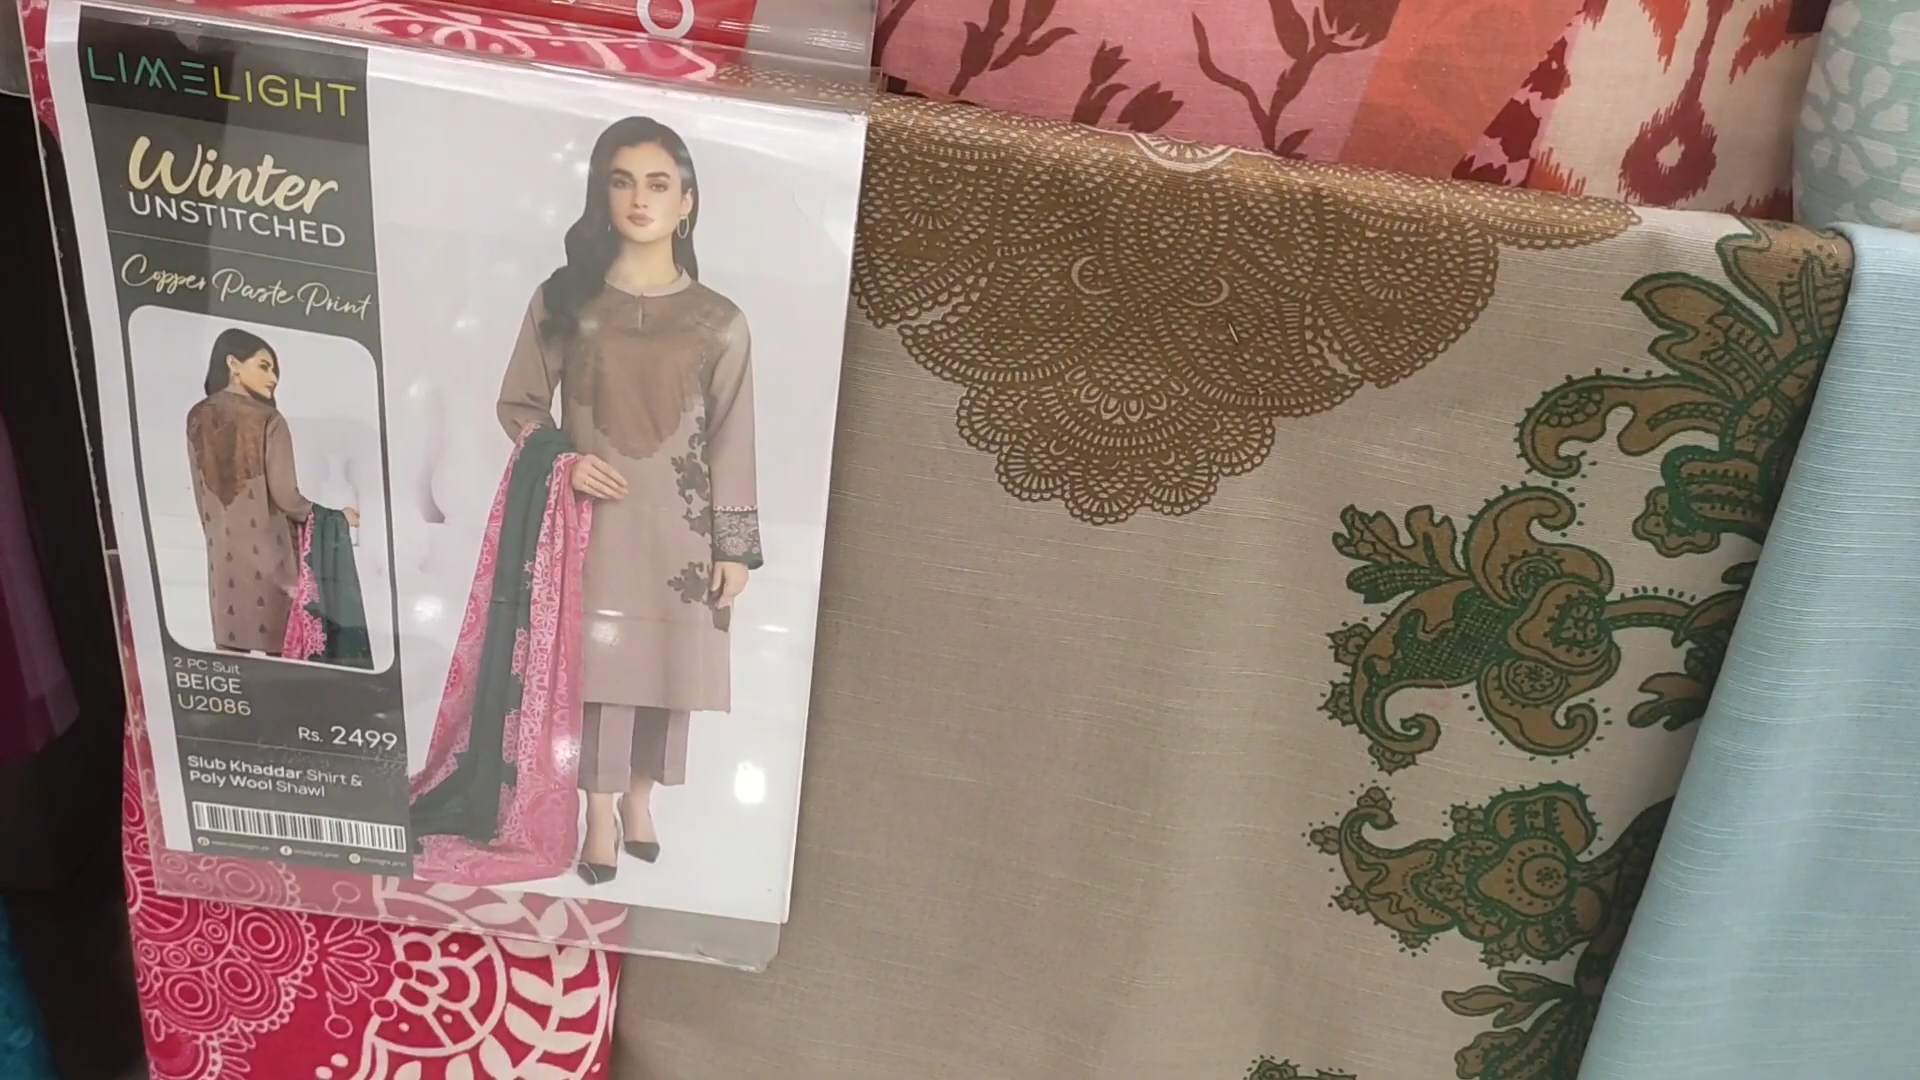 LIMELIGHT
Winter
UNSTITCHED
Copper Paste Print
2 PC Suit
BEIGE
U2086
Rs. 2499
Slub Khaddar Shirt &
Poly Wool Shawl